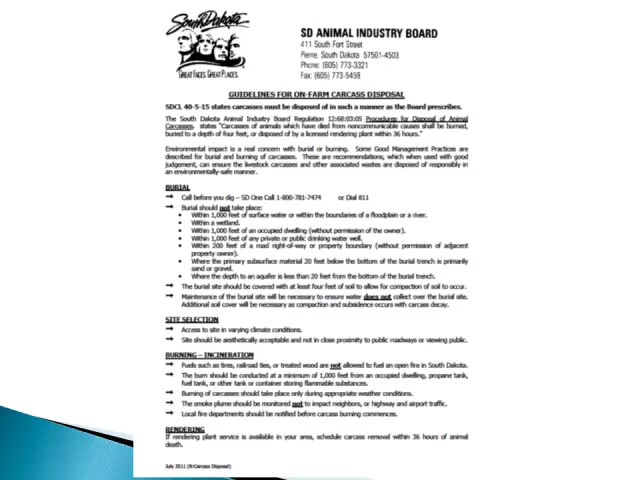 South Dakota
GREAT FACES. GREAT PLACES.
SD ANIMAL INDUSTRY BOARD
411 South Fort Street
Pierre, South Dakota 57501-4503
Phone: (605) 773-3321
Fax: (605) 773-5459
GUIDELINES FOR ON-FARM CARCASS DISPOSAL
SDCL 40-5-15 states carcasses must be disposed of in such a manner as the Board prescribes.
The South Dakota Animal Industry Board Regulation 12:68:03:05 Procedures for Disposal of Animal
Carcasses. states "Carcasses of animals which have died from noncommunicable causes shall be burned,
buried to a depth of four feet, or disposed of by a licensed rendering plant within 36 hours."
Environmental impact is a real concern with burial or burning. Some Good Management Practices are
described for burial and burning of carcasses. These are recommendations, which when used with good
judgement, can ensure the livestock carcasses and other associated wastes are disposed of responsibly in
an environmentally-safe manner.
BURIAL
→ Call before you dig – SD One Call 1-800-781-7474 or Dial 811
→ Burial should not take place:
• Within 1,000 feet of surface water or within the boundaries of a floodplain or a river.
• Within a wetland.
• Within 1,000 feet of an occupied dwelling (without permission of the owner).
• Within 1,000 feet of any private or public drinking water well.
• Within 200 feet of a road right-of-way or property boundary (without permission of adjacent
property owner).
• Where the primary subsurface material 20 feet below the bottom of the burial trench is primarily
sand or gravel.
• Where the depth to an aquifer is less than 20 feet from the bottom of the burial trench.
→ The burial site should be covered with at least four feet of soil to allow for compaction of soil to occur.
→ Maintenance of the burial site will be necessary to ensure water does not collect over the burial site.
Additional soil cover will be necessary as compaction and subsidence occurs with carcass decay.
SITE SELECTION
→ Access to site in varying climate conditions.
→ Site should be aesthetically acceptable and not in close proximity to public roadways or viewing public.
BURNING – INCINERATION
→ Fuels such as tires, railroad ties, or treated wood are not allowed to fuel an open fire in South Dakota.
→ The burn should be conducted at a minimum of 1,000 feet from an occupied dwelling, propane tank,
fuel tank, or other tank or container storing flammable substances.
→ Burning of carcasses should take place only during appropriate weather conditions.
→ The smoke plume should be monitored not to impact neighbors, or highway and airport traffic.
→ Local fire departments should be notified before carcass burning commences.
RENDERING
If rendering plant service is available in your area, schedule carcass removal within 36 hours of animal
death.
July 2011 (N:Carcass Disposal)